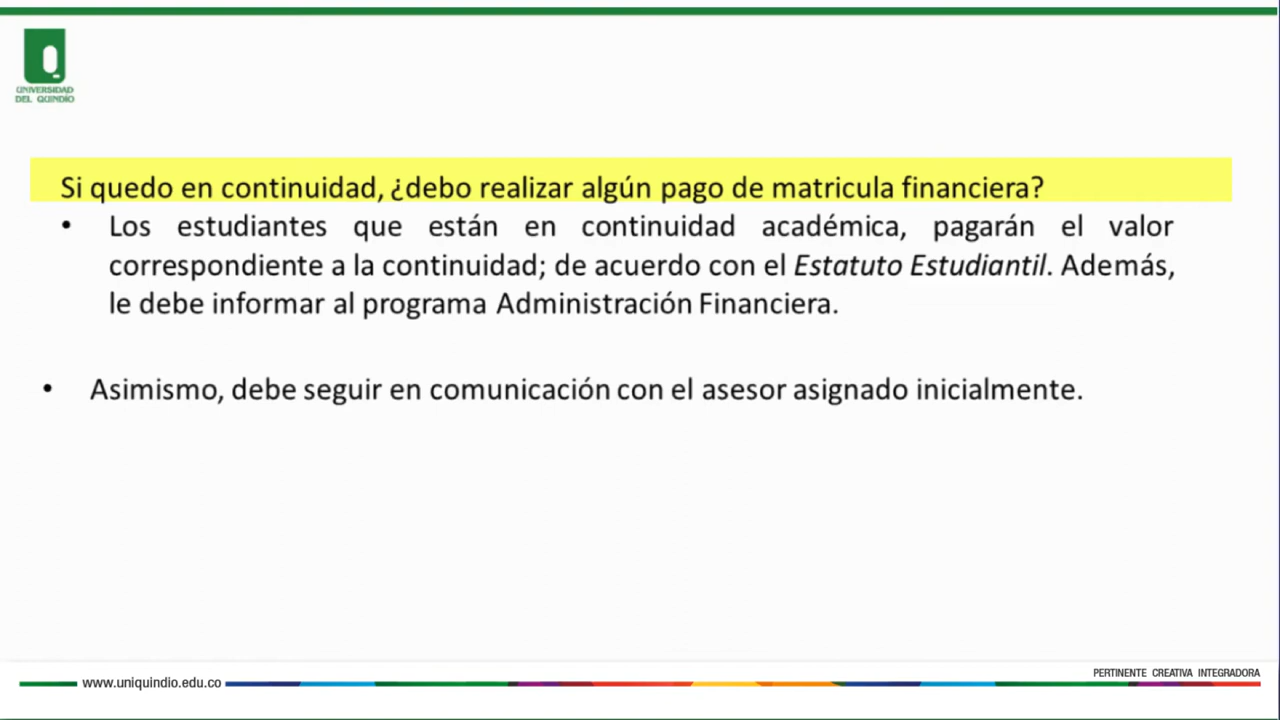 UNIVERSIDAD
DEL QUINDÍO
Si quedo en continuidad, ¿debo realizar algún pago de matricula financiera?
• Los estudiantes que están en continuidad académica, pagarán el valor
correspondiente a la continuidad; de acuerdo con el Estatuto Estudiantil. Además,
le debe informar al programa Administración Financiera.
• Asimismo, debe seguir en comunicación con el asesor asignado inicialmente.
PERTINENTE CREATIVA INTEGRADORA
www.uniquindio.edu.co